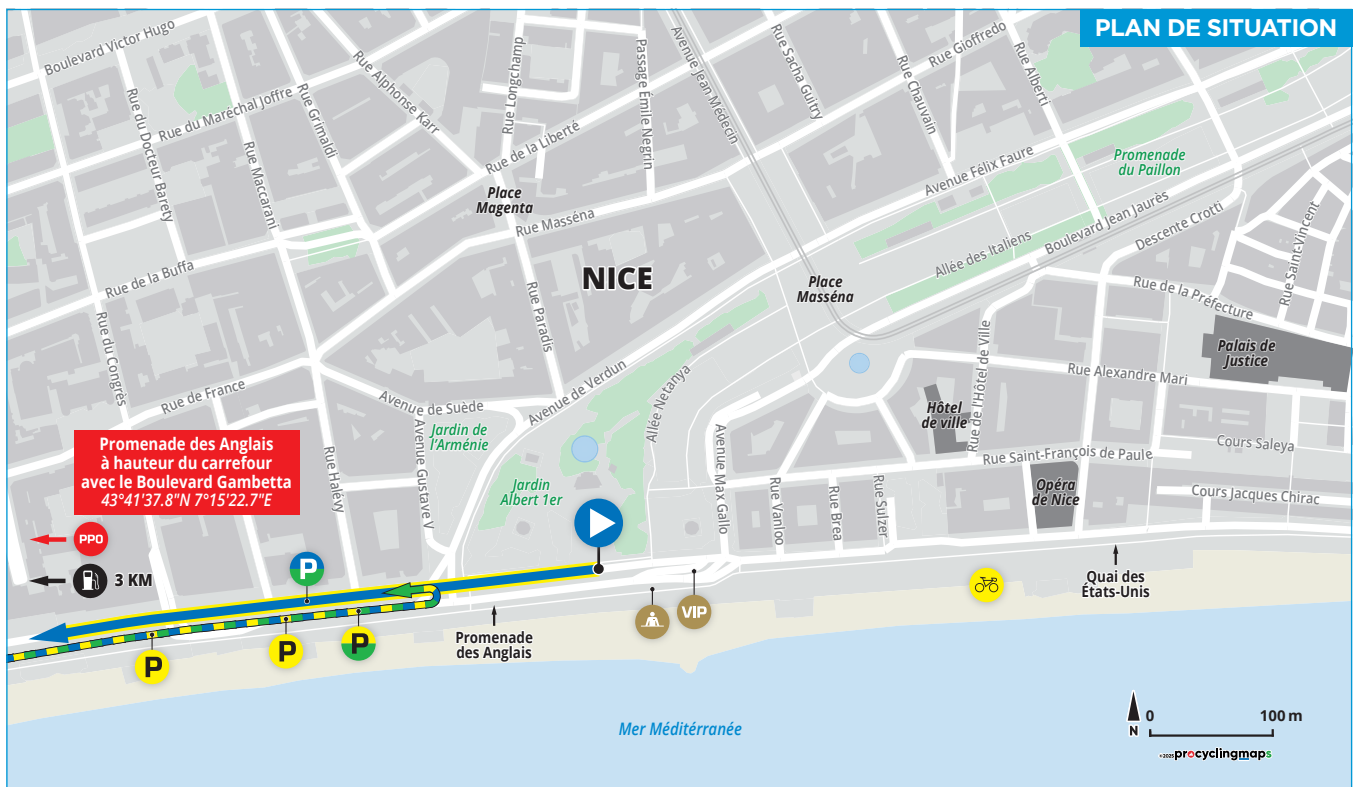 PLAN DE SITUATION
Boulevard Victor Hugo
Rue du Docteur Barety
Rue du Maréchal Joffre
Rue Maccarani
Rue Grimaldi
Rue Alphonse Karr
Rue Longchamp
Rue de la Liberté
Passage Émile Negrin
Avenue Jean Médecin
Rue Sacha Guitry
Rue Chauvain
Rue Gioffredo
Rue Alberti
Promenade
du Paillon
Avenue Félix Faure
Place
Magenta
Rue Masséna
NICE
Place
Masséna
Allée des Italiens
Boulevard Jean Jaurès
Descente Crotti
Rue Saint-Vincent
Rue de la Préfecture
Palais de
Justice
Rue de la Buffa
Rue du Congrès
Rue de France
Rue Paradis
Avenue de Verdun
Avenue de Suède
Allée Netanya
Jardin de
l'Arménie
Avenue Gustave V
Rue Halévy
Jardin
Albert 1er
Avenue Max Gallo
Rue Vanloo
Rue Brea
Rue Sulzer
Hôtel
de ville
Rue de l'Hôtel de Ville
Rue Alexandre Mari
Rue Saint-François de Paule
Opéra
de Nice
Cours Saleya
Cours Jacques Chirac
Promenade des Anglais
à hauteur du carrefour
avec le Boulevard Gambetta
43°41'37.8"N 7°15'22.7"E
PPO
3 KM
P
P
P
P
VIP
Promenade
des Anglais
Quai des
États-Unis
Mer Méditérranée
N
0
100 m
©2025 procyclingmaps